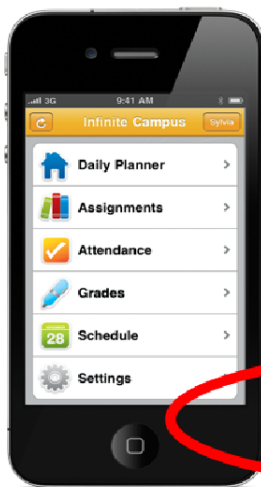 3G 9:41 AM
Infinite Campus Sylvia
Daily Planner
Assignments
Attendance
Grades
28 Schedule
Settings